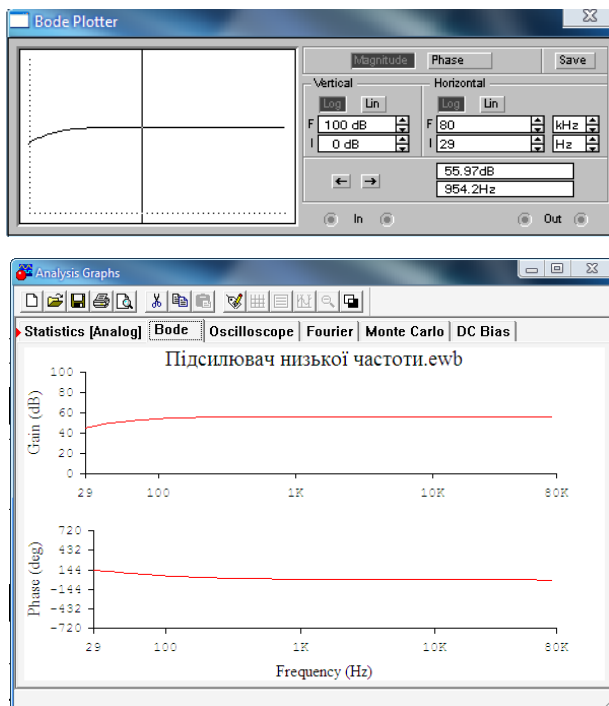 Bode Plotter
Magnitude Phase Save
Vertical Horizontal
Log Lin Log Lin
F 100 dB F 80 kHz
I 0 dB I 29 Hz
55.97dB
954.2Hz
In Out
Analysis Graphs
Statistics [Analog] Bode Oscilloscope Fourier Monte Carlo DC Bias
Підсилювач низької частоти.ewb
Gain (dB)
100
80
60
40
20
0
29 100 1K 10K 80K
Phase (deg)
720
432
144
-144
-432
-720
29 100 1K 10K 80K
Frequency (Hz)